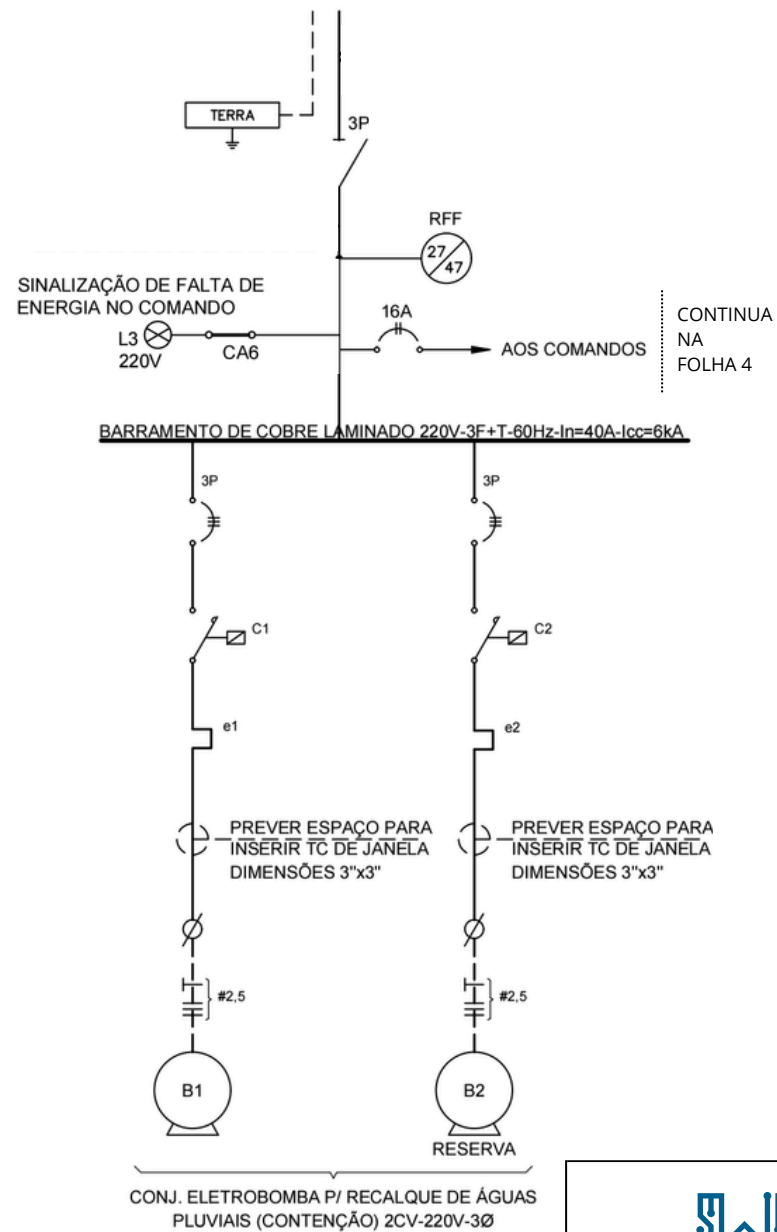 TERRA
3P
RFF
27/47
SINALIZAÇÃO DE FALTA DE
ENERGIA NO COMANDO
L3
220V
CA6
16A
AOS COMANDOS
CONTINUA
NA
FOLHA 4
BARRAMENTO DE COBRE LAMINADO 220V-3F+T-60Hz-In=40A-Icc=6kA
3P
3P
C1
C2
e1
e2
PREVER ESPAÇO PARA
INSERIR TC DE JANELA
DIMENSÕES 3"x3"
PREVER ESPAÇO PARA
INSERIR TC DE JANELA
DIMENSÕES 3"x3"
#2,5
#2,5
B1
B2
RESERVA
CONJ. ELETROBOMBA P/ RECALQUE DE ÁGUAS
PLUVIAIS (CONTENÇÃO) 2CV-220V-3Ø